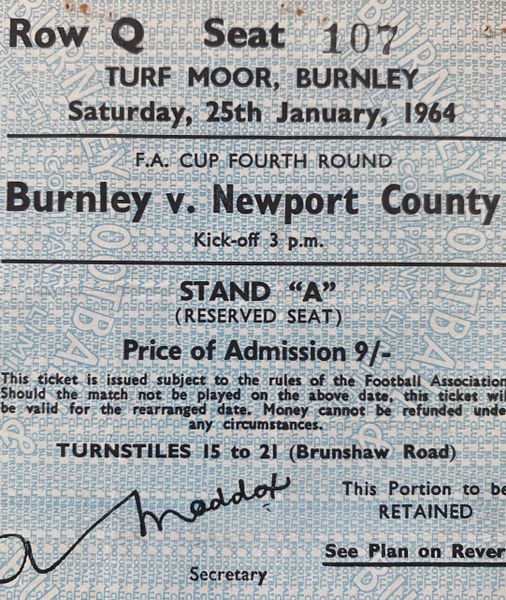 Row Q Seat 107
TURF MOOR, BURNLEY
Saturday, 25th January, 1964
F.A. CUP FOURTH ROUND
Burnley v. Newport County
Kick-off 3 p.m.
STAND "A"
(RESERVED SEAT)
Price of Admission 9/-
This ticket is issued subject to the rules of the Football Association
Should the match not be played on the above date, this ticket wil
be valid for the rearranged date. Money cannot be refunded unde
any circumstances.
TURNSTILES 15 to 21 (Brunshaw Road)
Maddox
This Portion to be
RETAINED
See Plan on Rever
Secretary